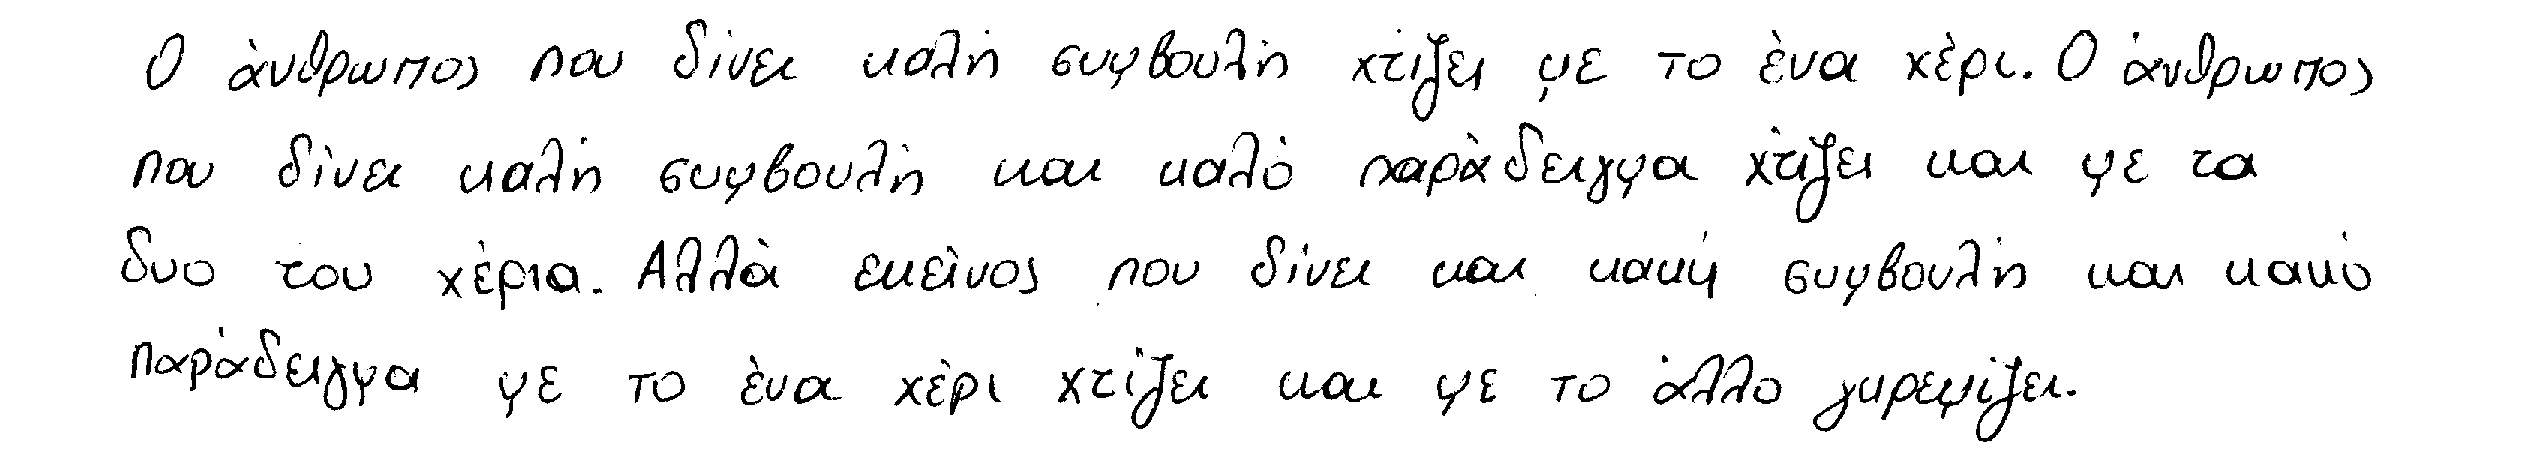 Ο άνθρωπος που δίνει καλή συμβουλή χτίζει με το ένα χέρι. Ο άνθρωπος
που δίνει καλή συμβουλή και καλό παράδειγμα χτίζει και με τα
δυο του χέρια. Αλλά εκείνος που δίνει και κακή συμβουλή και κακό
παράδειγμα με το ένα χέρι χτίζει και με το άλλο γκρεμίζει.